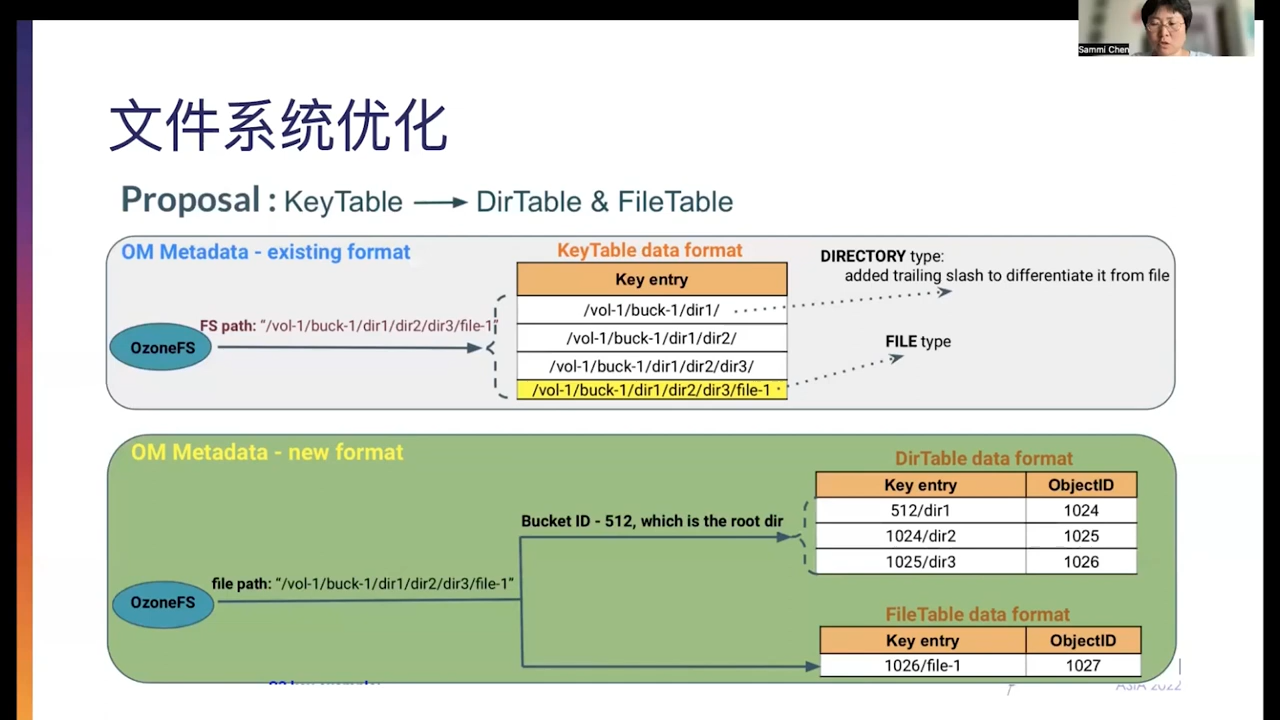 Sammi Chen
文件系统优化
Proposal : KeyTable → DirTable & FileTable
OM Metadata - existing format
KeyTable data format
DIRECTORY type:
added trailing slash to differentiate it from file
Key entry
/vol-1/buck-1/dir1/
FS path: "/vol-1/buck-1/dir1/dir2/dir3/file-1"
/vol-1/buck-1/dir1/dir2/
OzoneFS
FILE type
/vol-1/buck-1/dir1/dir2/dir3/
/vol-1/buck-1/dir1/dir2/dir3/file-1
OM Metadata - new format
DirTable data format
Key entry ObjectID
512/dir1 1024
Bucket ID - 512, which is the root dir
1024/dir2 1025
1025/dir3 1026
file path: "/vol-1/buck-1/dir1/dir2/dir3/file-1"
OzoneFS
FileTable data format
Key entry ObjectID
1026/file-1 1027
ASIA 2022